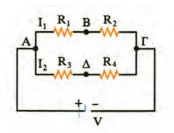 I₁ R₁ B R₂
A Γ
I₂ R₃ Δ R₄
+ −
V